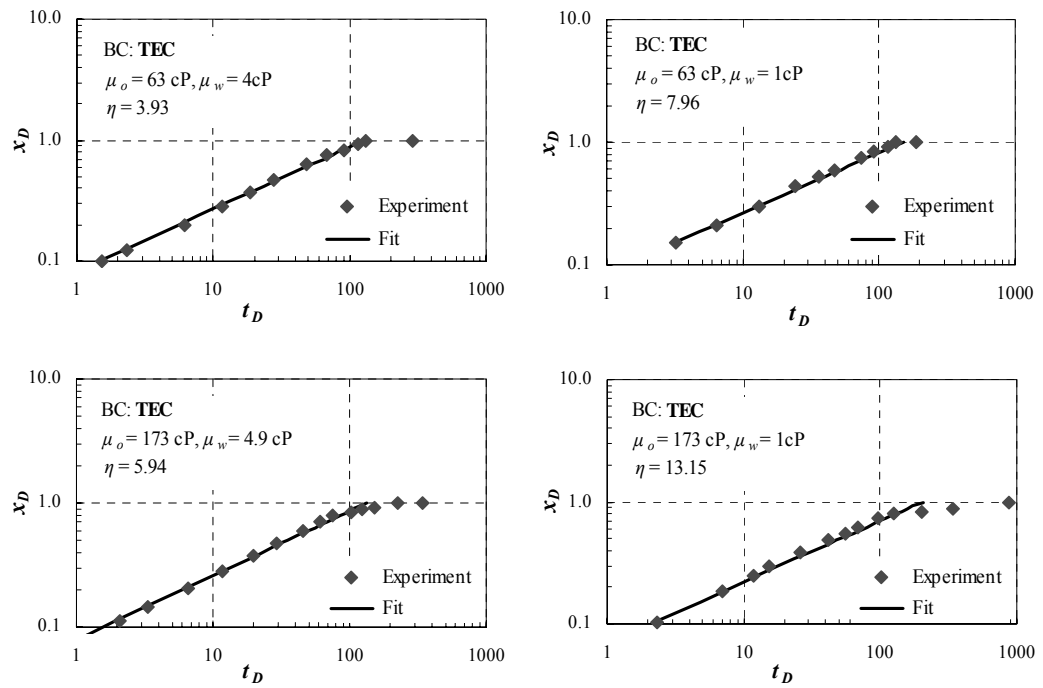 10.0
BC: TEC
μo = 63 cP, μw = 4cP
η = 3.93
1.0
xD
Experiment
Fit
0.1
1 10 100 1000
tD
10.0
BC: TEC
μo = 63 cP, μw = 1cP
η = 7.96
1.0
xD
Experiment
Fit
0.1
1 10 100 1000
tD
10.0
BC: TEC
μo = 173 cP, μw = 4.9 cP
η = 5.94
1.0
xD
Experiment
Fit
0.1
1 10 100 1000
tD
10.0
BC: TEC
μo = 173 cP, μw = 1cP
η = 13.15
1.0
xD
Experiment
Fit
0.1
1 10 100 1000
tD